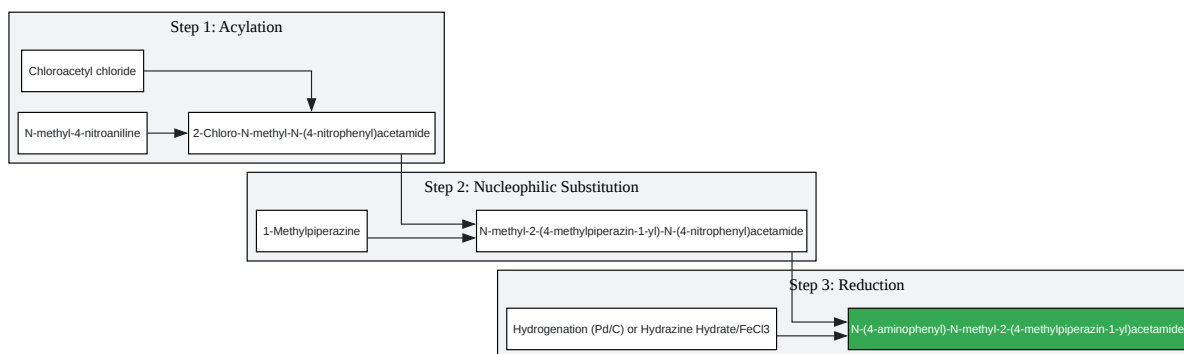 Step 1: Acylation
Chloroacetyl chloride
N-methyl-4-nitroaniline
2-Chloro-N-methyl-N-(4-nitrophenyl)acetamide
Step 2: Nucleophilic Substitution
1-Methylpiperazine
N-methyl-2-(4-methylpiperazin-1-yl)-N-(4-nitrophenyl)acetamide
Step 3: Reduction
Hydrogenation (Pd/C) or Hydrazine Hydrate/FeCl3
N-(4-aminophenyl)-N-methyl-2-(4-methylpiperazin-1-yl)acetamide